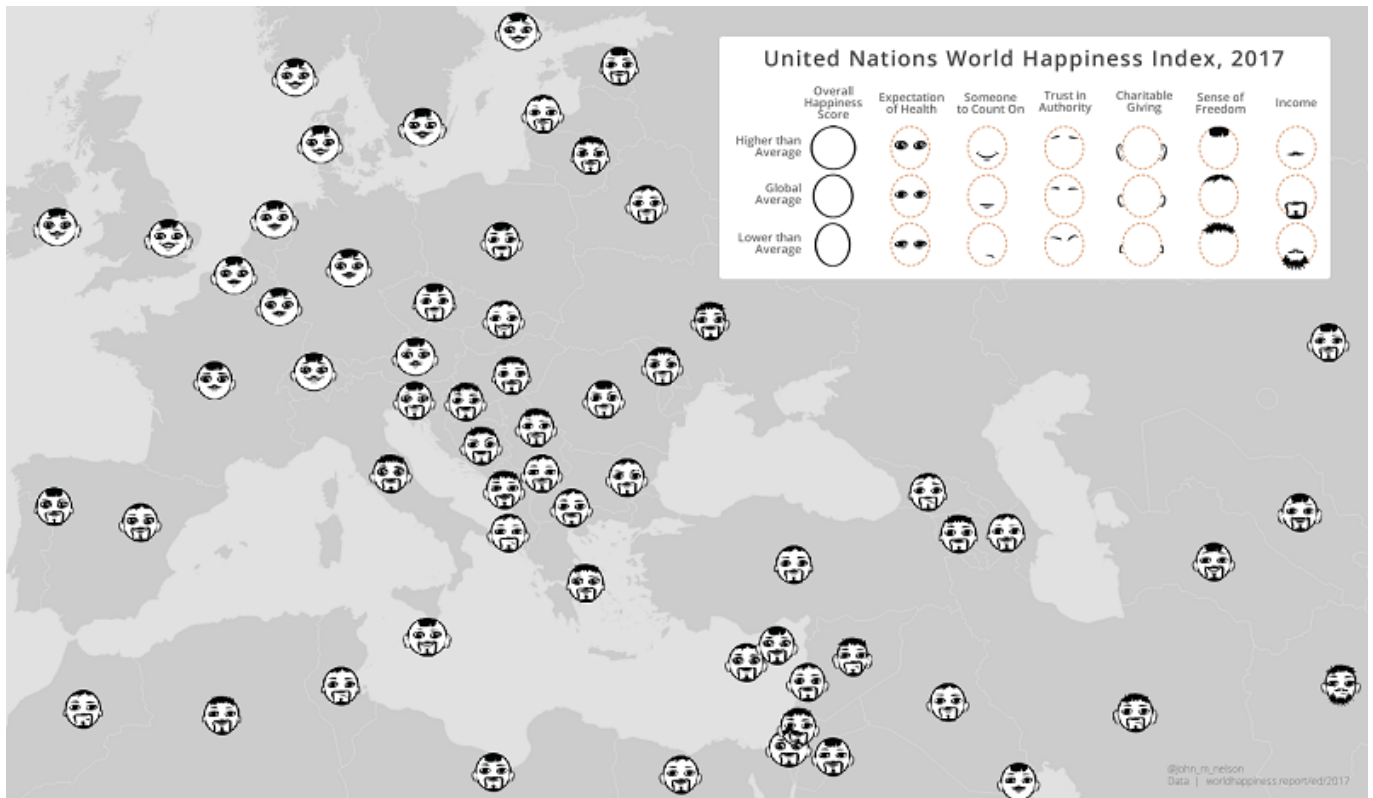 United Nations World Happiness Index, 2017
Overall
Happiness
Score
Expectation
of Health
Someone
to Count On
Trust in
Authority
Charitable
Giving
Sense of
Freedom
Income
Higher than
Average
Global
Average
Lower than
Average
@john_m_nelson
Data | worldhappiness.report/ed/2017